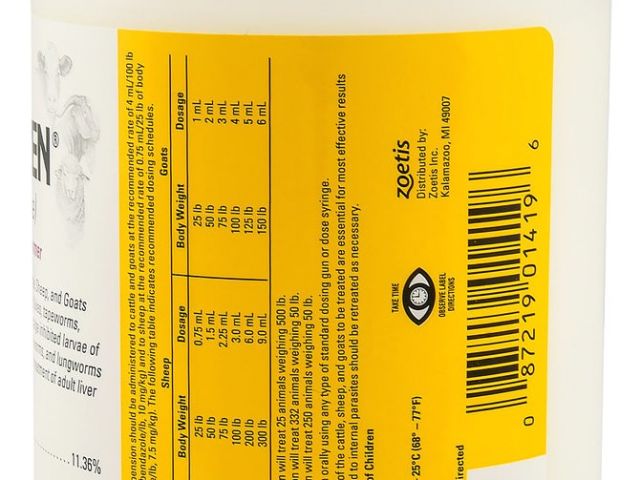 EN®
Sheep, and Goats
tapeworms,
inhibited larvae of
and lungworms
treatment of adult liver
11.36%
pension should be administered to cattle and goats at the recommended rate of 4 mL/100 lb
bendazole/lb, 10 mg/kg) and to sheep at the recommended rate of 0.75 mL/25 lb of body
e/lb, 7.5 mg/kg). The following table indicates recommended dosing schedules.
Sheep Goats
Body Weight Dosage Body Weight Dosage
25 lb 0.75 mL 25 lb 1 mL
50 lb 1.5 mL 50 lb 2 mL
75 lb 2.25 mL 75 lb 3 mL
100 lb 3.0 mL 100 lb 4 mL
200 lb 6.0 mL 125 lb 5 mL
300 lb 9.0 mL 150 lb 6 mL
n will treat 25 animals weighing 500 lb.
on will treat 332 animals weighing 50 lb.
on will treat 250 animals weighing 50 lb.
orally using any type of standard dosing gun or dose syringe.
of the cattle, sheep, and goats to be treated are essential for most effective results
d to internal parasites should be retreated as necessary.
of Children
25°C (68° – 77°F)
directed
TAKE TIME
OBSERVE LABEL
DIRECTIONS
zoetis
Distributed by:
Zoetis Inc.
Kalamazoo, MI 49007
0 87219 01419 6